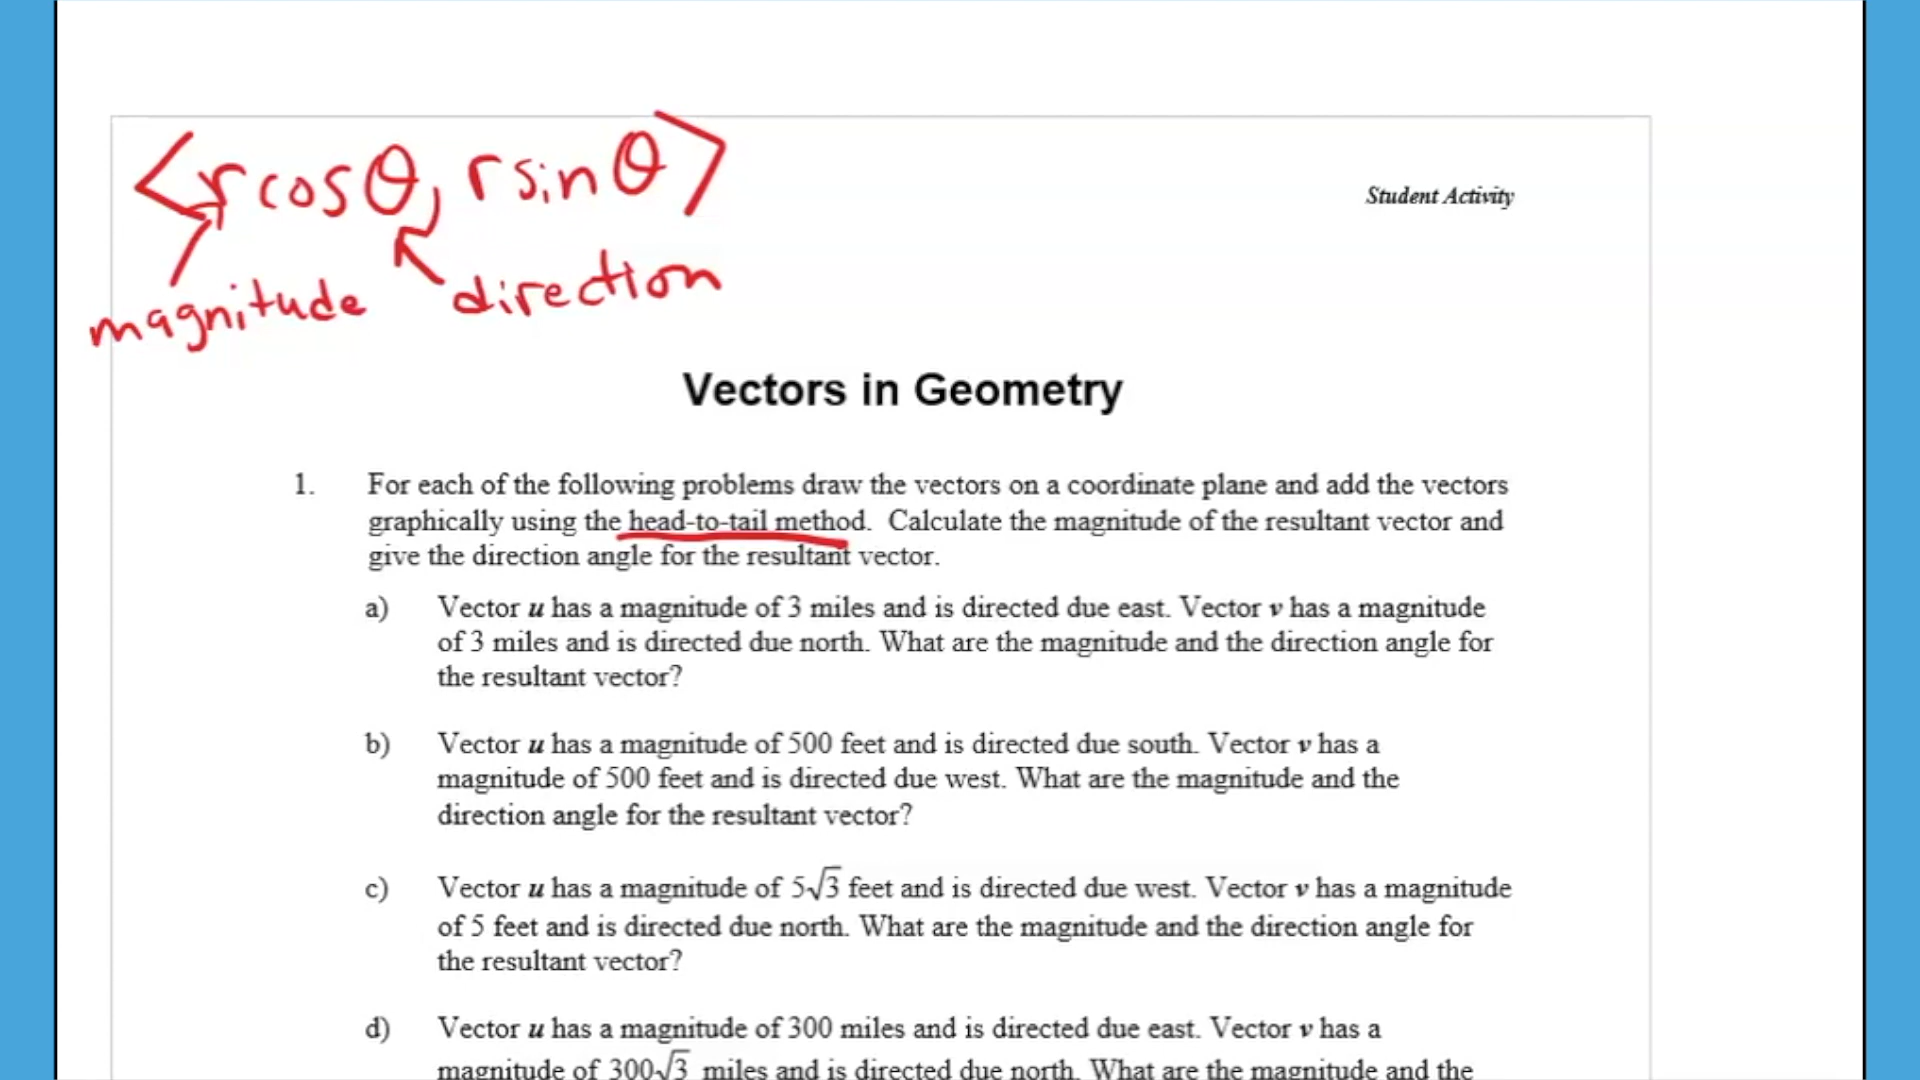 <r cosθ, r sinθ>
magnitude direction
Student Activity
Vectors in Geometry
1. For each of the following problems draw the vectors on a coordinate plane and add the vectors
graphically using the head-to-tail method. Calculate the magnitude of the resultant vector and
give the direction angle for the resultant vector.
a) Vector u has a magnitude of 3 miles and is directed due east. Vector v has a magnitude
of 3 miles and is directed due north. What are the magnitude and the direction angle for
the resultant vector?
b) Vector u has a magnitude of 500 feet and is directed due south. Vector v has a
magnitude of 500 feet and is directed due west. What are the magnitude and the
direction angle for the resultant vector?
c) Vector u has a magnitude of 5√3 feet and is directed due west. Vector v has a magnitude
of 5 feet and is directed due north. What are the magnitude and the direction angle for
the resultant vector?
d) Vector u has a magnitude of 300 miles and is directed due east. Vector v has a
magnitude of 300√3 miles and is directed due north. What are the magnitude and the